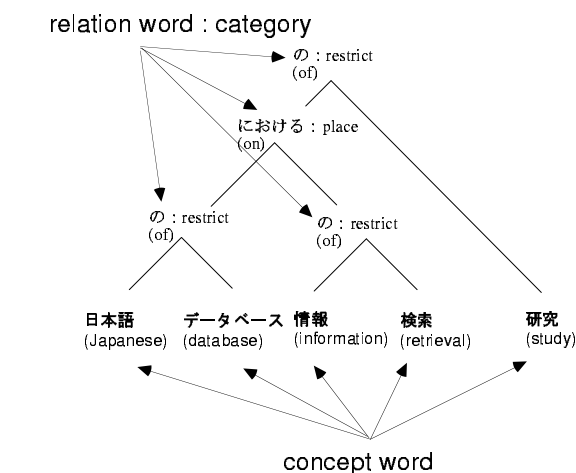 relation word : category
の : restrict
(of)
における : place
(on)
の : restrict
(of)
の : restrict
(of)
日本語
(Japanese)
データベース
(database)
情報
(information)
検索
(retrieval)
研究
(study)
concept word